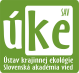 SAV
úke
Ústav krajinnej ekológie
Slovenská akadémia vied